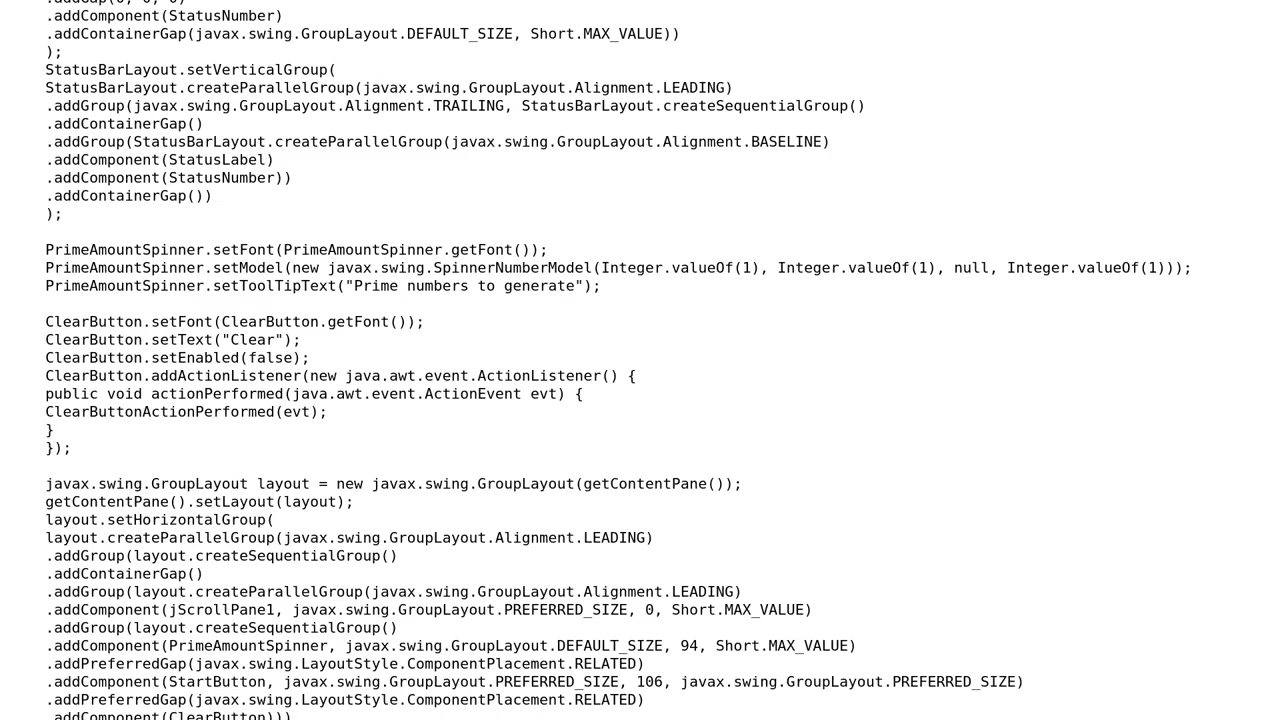 .addGap(0, 0, 0)
.addComponent(StatusNumber)
.addContainerGap(javax.swing.GroupLayout.DEFAULT_SIZE, Short.MAX_VALUE))
);
StatusBarLayout.setVerticalGroup(
StatusBarLayout.createParallelGroup(javax.swing.GroupLayout.Alignment.LEADING)
.addGroup(javax.swing.GroupLayout.Alignment.TRAILING, StatusBarLayout.createSequentialGroup()
.addContainerGap()
.addGroup(StatusBarLayout.createParallelGroup(javax.swing.GroupLayout.Alignment.BASELINE)
.addComponent(StatusLabel)
.addComponent(StatusNumber))
.addContainerGap())
);

PrimeAmountSpinner.setFont(PrimeAmountSpinner.getFont());
PrimeAmountSpinner.setModel(new javax.swing.SpinnerNumberModel(Integer.valueOf(1), Integer.valueOf(1), null, Integer.valueOf(1)));
PrimeAmountSpinner.setToolTipText("Prime numbers to generate");

ClearButton.setFont(ClearButton.getFont());
ClearButton.setText("Clear");
ClearButton.setEnabled(false);
ClearButton.addActionListener(new java.awt.event.ActionListener() {
public void actionPerformed(java.awt.event.ActionEvent evt) {
ClearButtonActionPerformed(evt);
}
});

javax.swing.GroupLayout layout = new javax.swing.GroupLayout(getContentPane());
getContentPane().setLayout(layout);
layout.setHorizontalGroup(
layout.createParallelGroup(javax.swing.GroupLayout.Alignment.LEADING)
.addGroup(layout.createSequentialGroup()
.addContainerGap()
.addGroup(layout.createParallelGroup(javax.swing.GroupLayout.Alignment.LEADING)
.addComponent(jScrollPane1, javax.swing.GroupLayout.PREFERRED_SIZE, 0, Short.MAX_VALUE)
.addGroup(layout.createSequentialGroup()
.addComponent(PrimeAmountSpinner, javax.swing.GroupLayout.DEFAULT_SIZE, 94, Short.MAX_VALUE)
.addPreferredGap(javax.swing.LayoutStyle.ComponentPlacement.RELATED)
.addComponent(StartButton, javax.swing.GroupLayout.PREFERRED_SIZE, 106, javax.swing.GroupLayout.PREFERRED_SIZE)
.addPreferredGap(javax.swing.LayoutStyle.ComponentPlacement.RELATED)
.addComponent(ClearButton)))